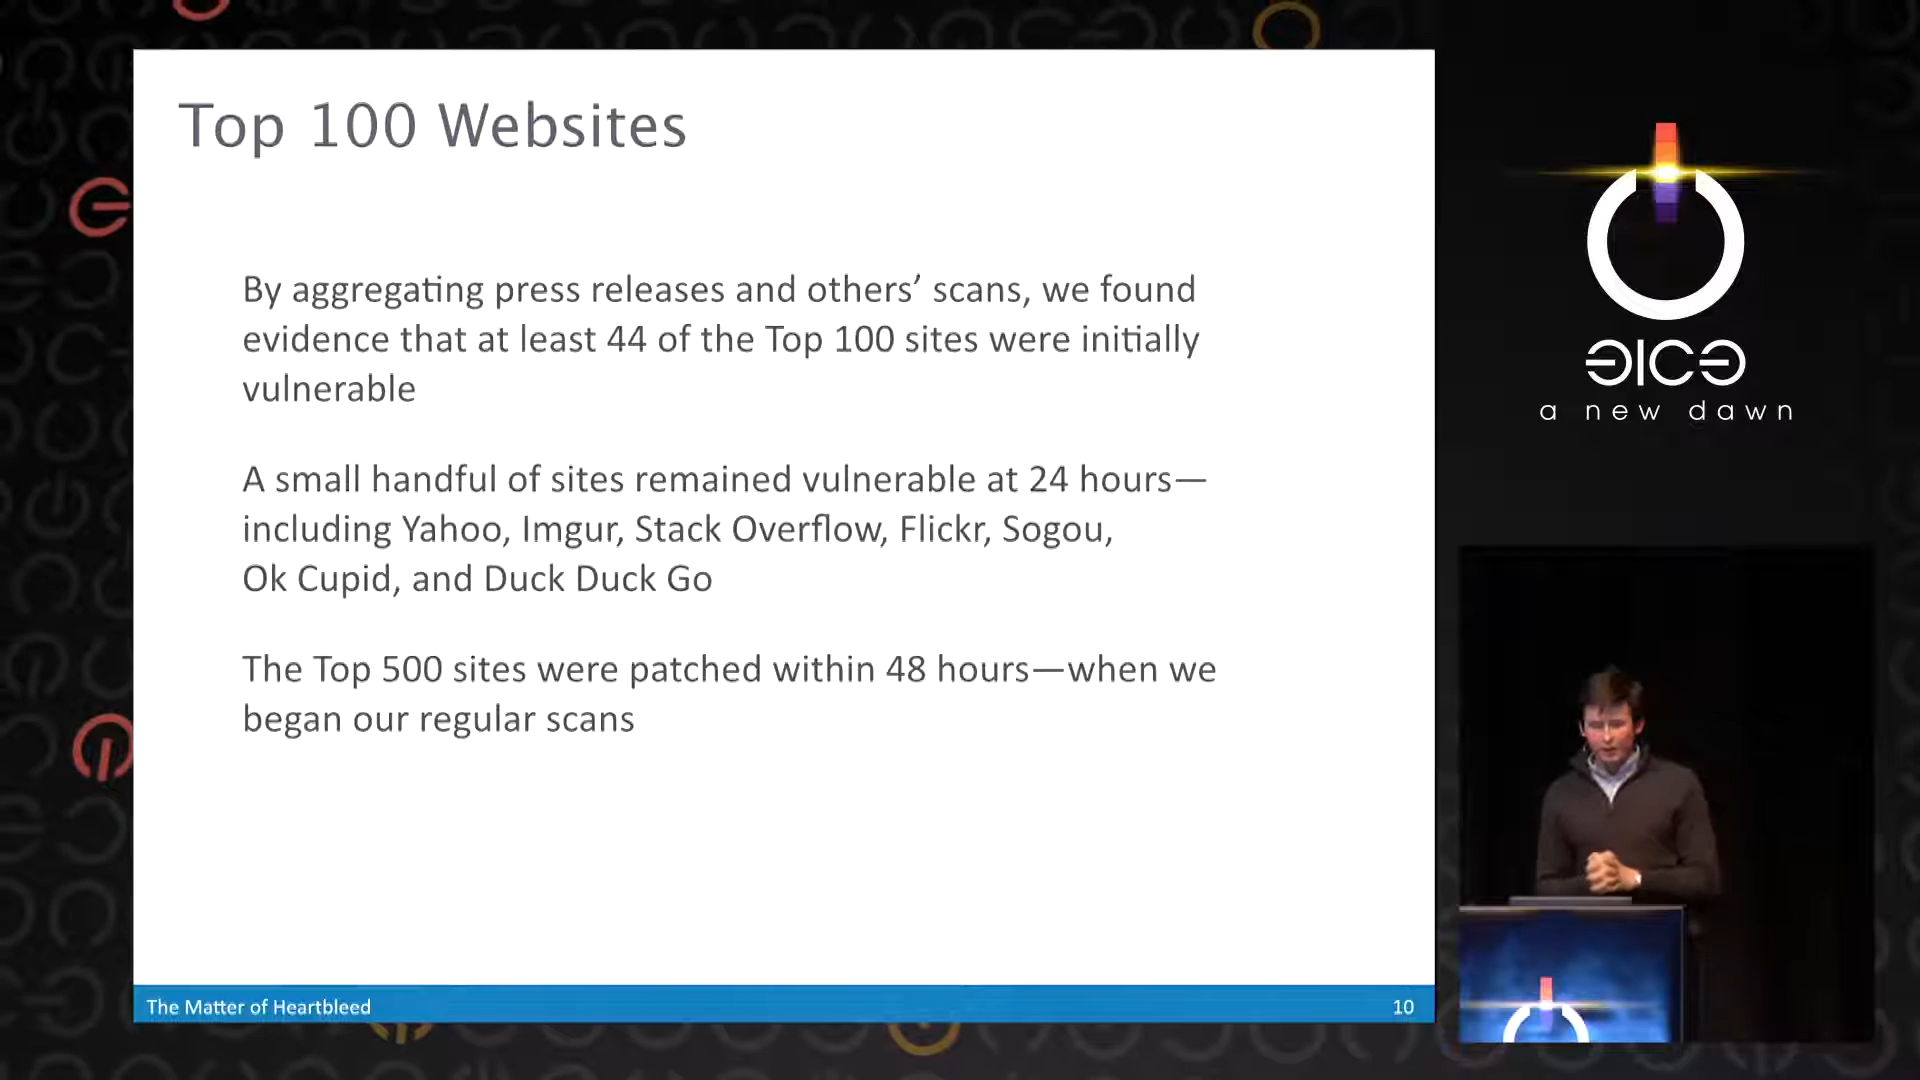 Top 100 Websites
By aggregating press releases and others’ scans, we found
evidence that at least 44 of the Top 100 sites were initially
vulnerable
A small handful of sites remained vulnerable at 24 hours—
including Yahoo, Imgur, Stack Overflow, Flickr, Sogou,
Ok Cupid, and Duck Duck Go
The Top 500 sites were patched within 48 hours—when we
began our regular scans
The Matter of Heartbleed
10
a new dawn